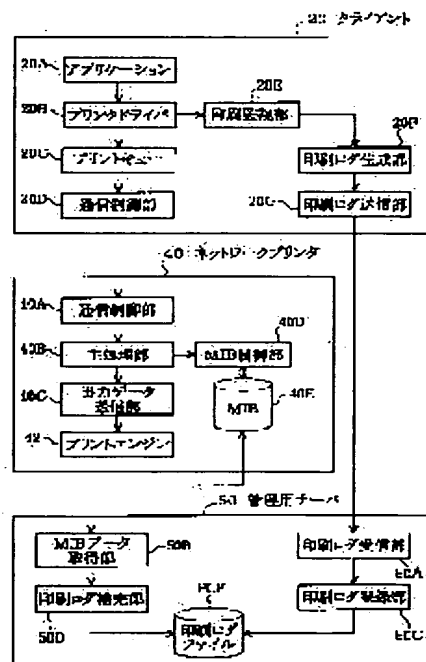 20 クライアント
20A
アプリケーション
20B
プリンタドライバ
20E
印刷監視部
20C
プリントキュー
20F
印刷ログ生成部
20D
通信制御部
20G
印刷ログ送信部
40 ネットワークプリンタ
40A
通信制御部
40B
主処理部
40D
MIB制御部
40C
出力データ
送信部
40E
MIB
42
プリントエンジン
50 管理用サーバ
MIBデータ
取得部
50B
印刷ログ受信部
50A
印刷ログ補完部
50D
印刷ログ
ファイル
印刷ログ登録部
50C